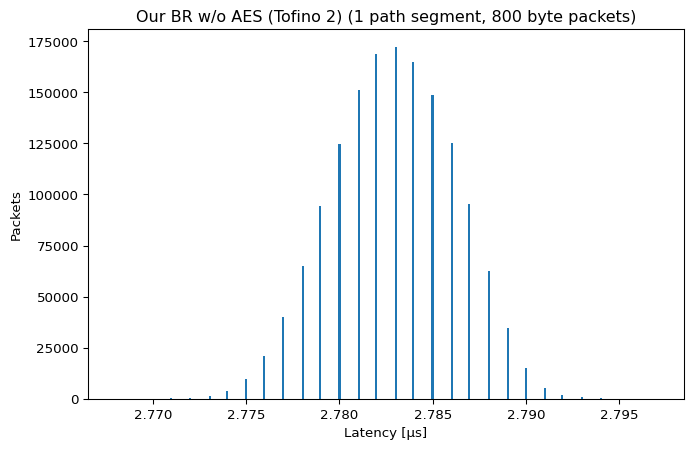 Our BR w/o AES (Tofino 2) (1 path segment, 800 byte packets)
175000
150000
125000
100000
75000
50000
25000
0
Packets
2.770 2.775 2.780 2.785 2.790 2.795
Latency [µs]